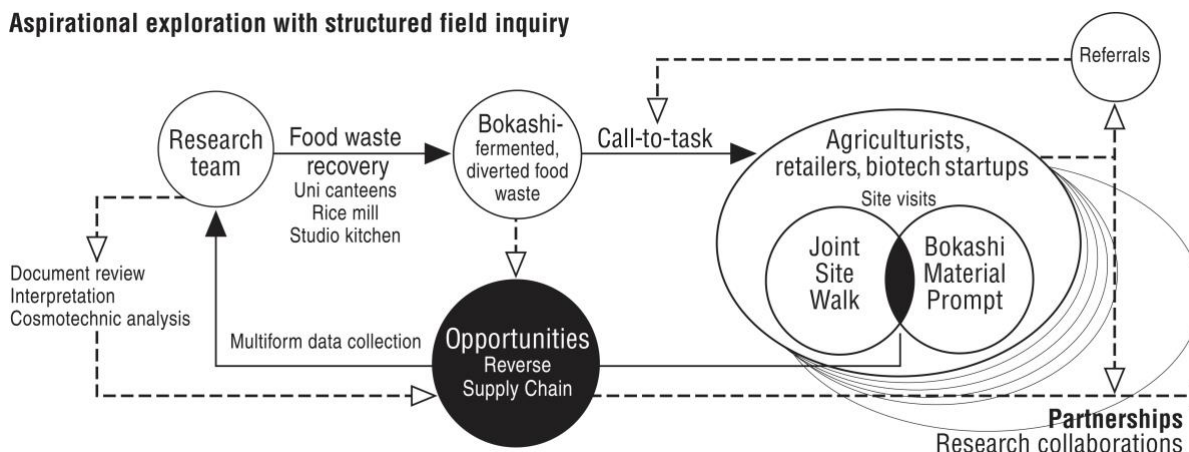 Aspirational exploration with structured field inquiry
Referrals
Research
team
Food waste
recovery
Uni canteens
Rice mill
Studio kitchen
Bokashi-
fermented,
diverted food
waste
Call-to-task
Agriculturists,
retailers, biotech startups
Site visits
Joint
Site
Walk
Bokashi
Material
Prompt
Document review
Interpretation
Cosmotechnic analysis
Multiform data collection
Opportunities
Reverse
Supply Chain
Partnerships
Research collaborations